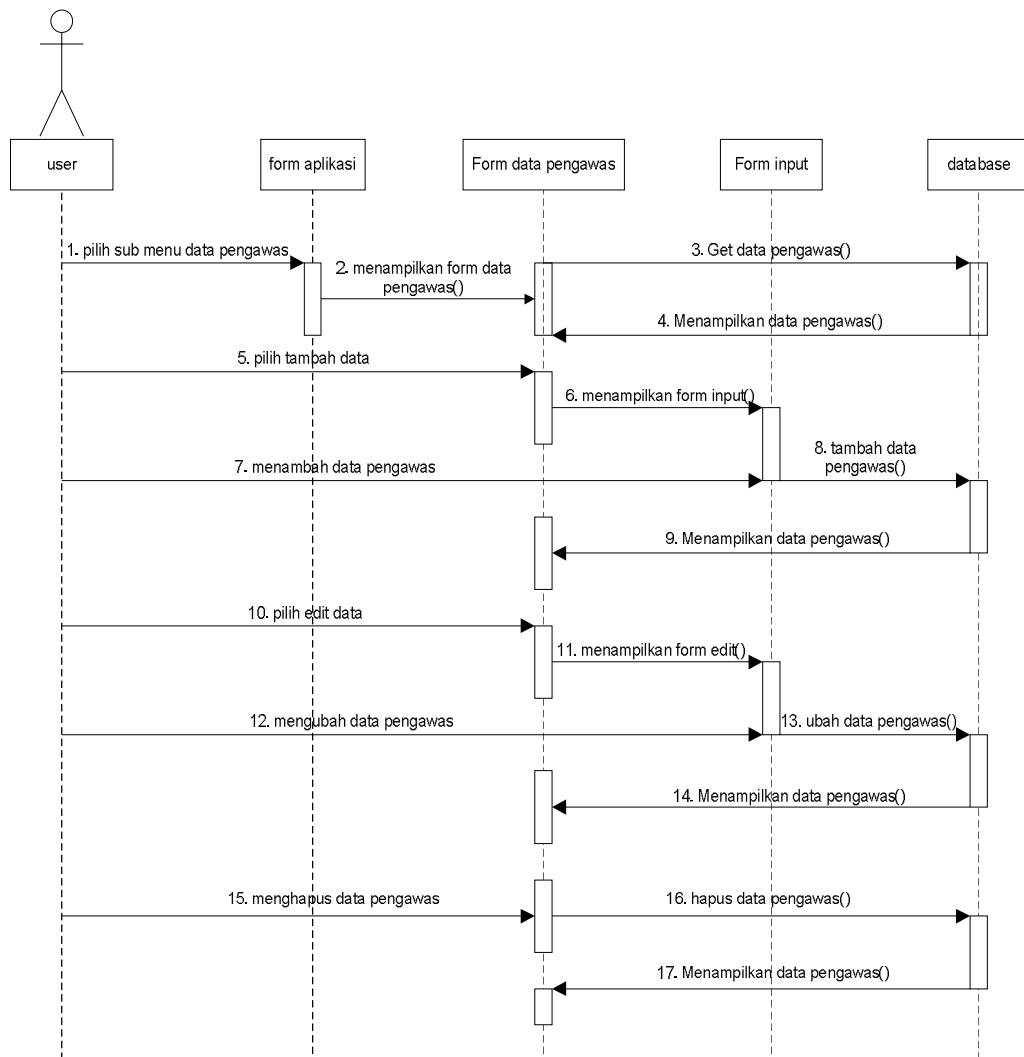 user
form aplikasi
Form data pengawas
Form input
database
1. pilih sub menu data pengawas
2. menampilkan form data
pengawas()
3. Get data pengawas()
4. Menampilkan data pengawas()
5. pilih tambah data
6. menampilkan form input()
7. menambah data pengawas
8. tambah data
pengawas()
9. Menampilkan data pengawas()
10. pilih edit data
11. menampilkan form edit()
12. mengubah data pengawas
13. ubah data pengawas()
14. Menampilkan data pengawas()
15. menghapus data pengawas
16. hapus data pengawas()
17. Menampilkan data pengawas()